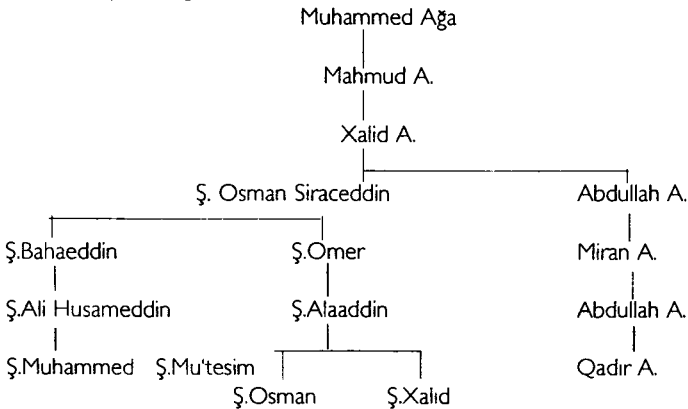 Muhammed Ağa
Mahmud A.
Xalid A.
Ş. Osman Siraceddin Abdullah A.
Ş.Bahaeddin Ş.Omer Miran A.
Ş.Ali Husameddin Ş.Alaaddin Abdullah A.
Ş.Muhammed Ş.Mu'tesim Qadır A.
Ş.Osman Ş.Xalıd